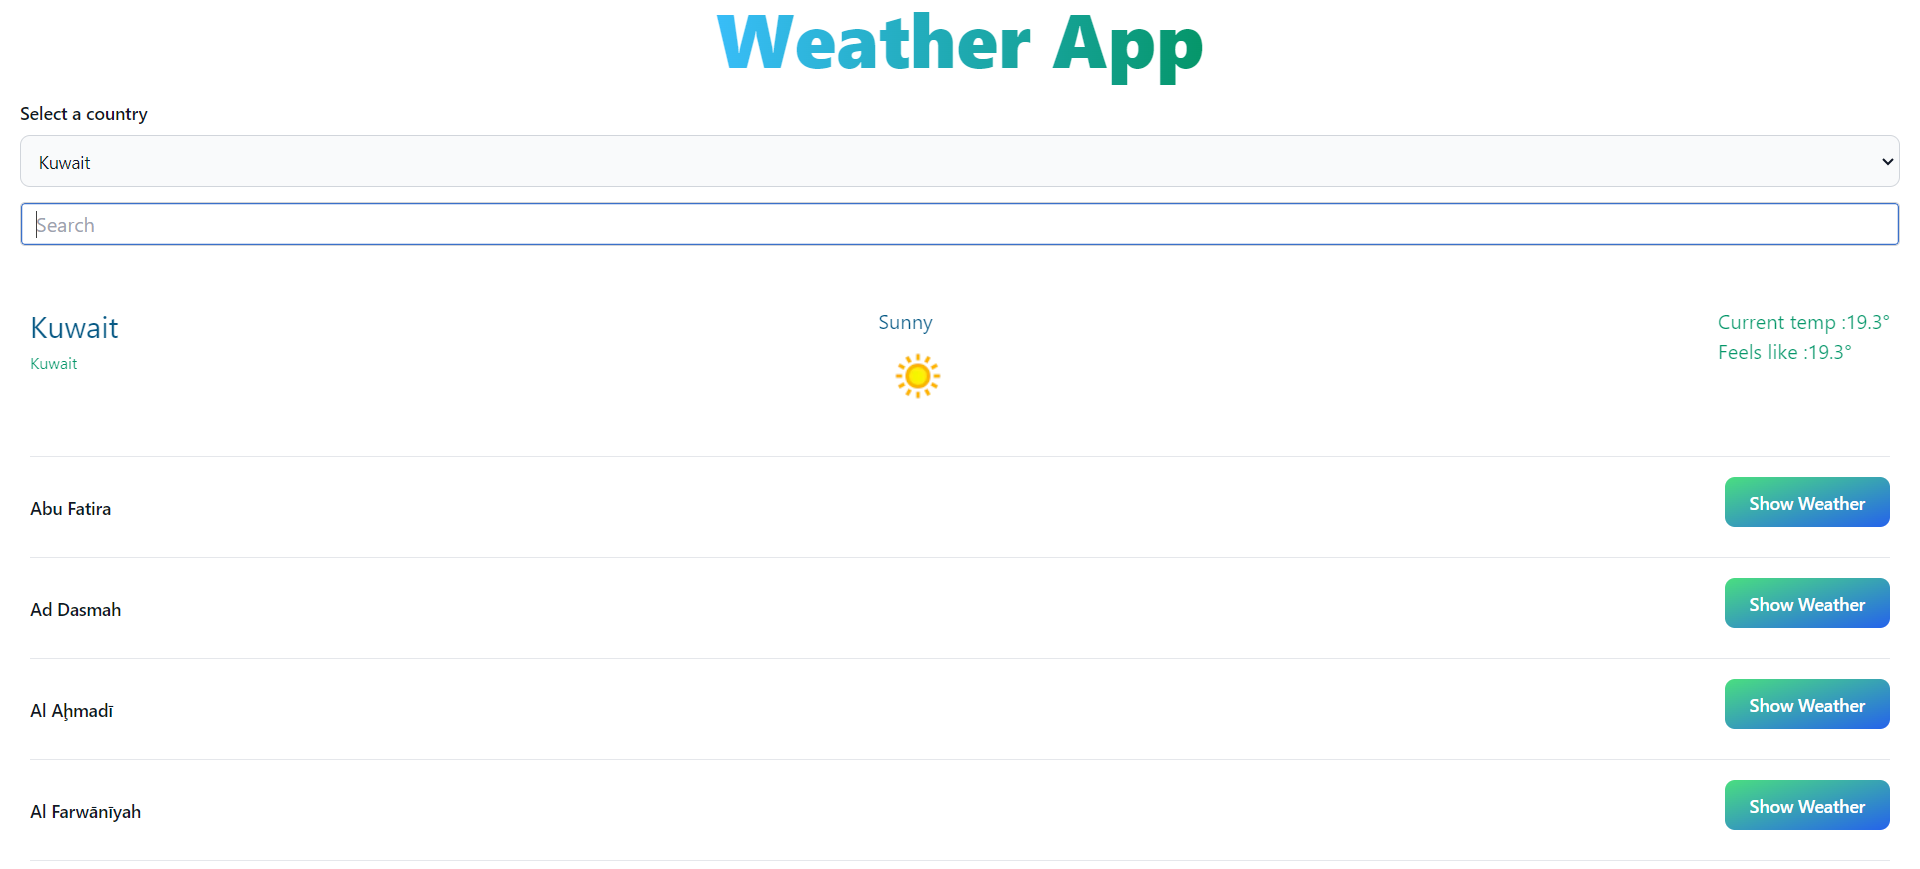 Weather App
Select a country
Kuwait
Search
Kuwait
Kuwait
Sunny
Current temp :19.3°
Feels like :19.3°
Abu Fatira
Show Weather
Ad Dasmah
Show Weather
Al Aḩmadī
Show Weather
Al Farwānīyah
Show Weather